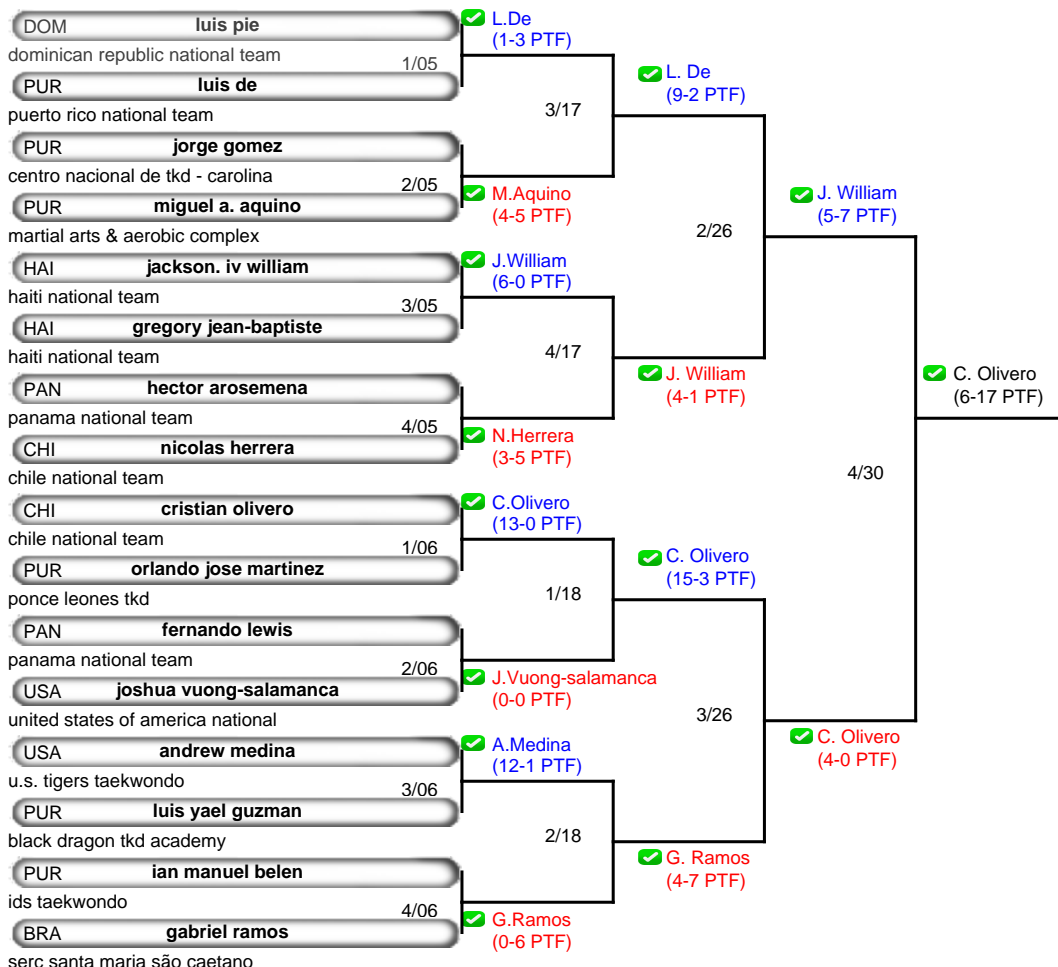 DOM luis pie
dominican republic national team
1/05
PUR luis de
puerto rico national team
PUR jorge gomez
centro nacional de tkd - carolina
2/05
PUR miguel a. aquino
martial arts & aerobic complex
HAI jackson. iv william
haiti national team
3/05
HAI gregory jean-baptiste
haiti national team
PAN hector arosemena
panama national team
4/05
CHI nicolas herrera
chile national team
CHI cristian olivero
chile national team
1/06
PUR orlando jose martinez
ponce leones tkd
PAN fernando lewis
panama national team
2/06
USA joshua vuong-salamanca
united states of america national
USA andrew medina
u.s. tigers taekwondo
3/06
PUR luis yael guzman
black dragon tkd academy
PUR ian manuel belen
ids taekwondo
4/06
BRA gabriel ramos
serc santa maria são caetano
L.De
(1-3 PTF)
3/17
M.Aquino
(4-5 PTF)
J.William
(6-0 PTF)
4/17
N.Herrera
(3-5 PTF)
C.Olivero
(13-0 PTF)
1/18
J.Vuong-salamanca
(0-0 PTF)
A.Medina
(12-1 PTF)
2/18
G.Ramos
(0-6 PTF)
L. De
(9-2 PTF)
2/26
J. William
(4-1 PTF)
C. Olivero
(15-3 PTF)
3/26
G. Ramos
(4-7 PTF)
J. William
(5-7 PTF)
4/30
C. Olivero
(4-0 PTF)
C. Olivero
(6-17 PTF)